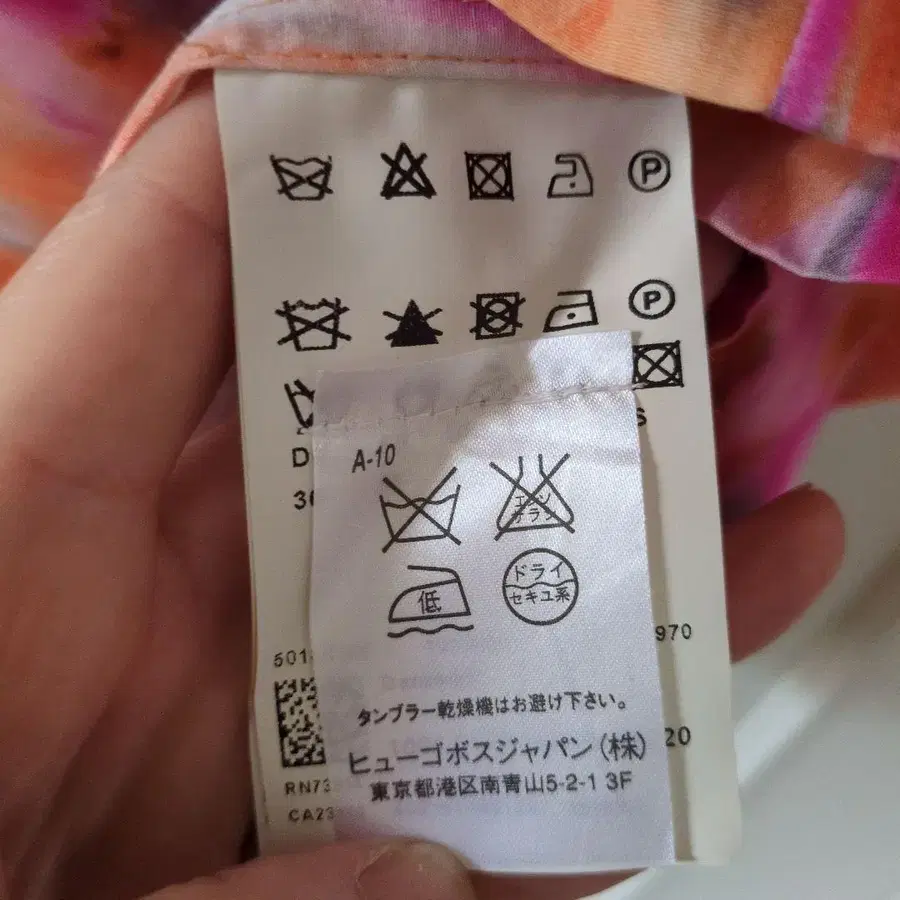 P
P
S
D
A-10
エンソ
サラシ
低
ドライ
セキユ系
970
501
タンブラー乾燥機はお避け下さい。
20
ヒューゴボスジャパン(株)
RN73
東京都港区南青山5-2-1 3F
CA23